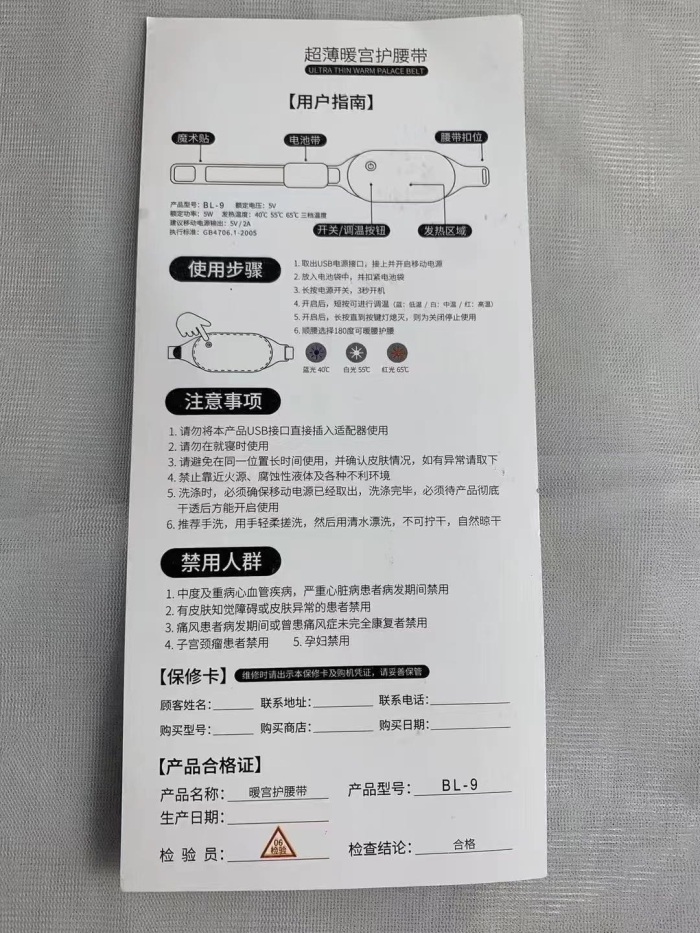 超薄暖宫护腰带
ULTRA THIN WARM PALACE BELT
【用户指南】
魔术贴 电池带 腰带扣位
产品型号：BL-9 额定电压：5V
额定功率：5W 发热温度：40℃ 55℃ 65℃ 三档温度
建议移动电源输出：5V / 2A
执行标准：GB4706.1-2005
开关/调温按钮 发热区域
使用步骤
1. 取出USB电源接口，接上并开启移动电源
2. 放入电池袋中，并扣紧电池袋
3. 长按电源开关，3秒开机
4. 开启后，短按可进行调温（蓝：低温 / 白：中温 / 红：高温）
5. 开启后，长按直到按键灯熄灭，则为关闭停止使用
6. 顺腰选择180度可暖腰护腰
蓝光 40℃ 白光 55℃ 红光 65℃
注意事项
1. 请勿将本产品USB接口直接插入适配器使用
2. 请勿在就寝时使用
3. 请避免在同一位置长时间使用，并确认皮肤情况，如有异常请取下
4. 禁止靠近火源、腐蚀性液体及各种不利环境
5. 洗涤时，必须确保移动电源已经取出，洗涤完毕，必须待产品彻底
干透后方能开启使用
6. 推荐手洗，用手轻柔搓洗，然后用清水漂洗，不可拧干，自然晾干
禁用人群
1. 中度及重病心血管疾病，严重心脏病患者病发期间禁用
2. 有皮肤知觉障碍或皮肤异常的患者禁用
3. 痛风患者病发期间或曾患痛风症未完全康复者禁用
4. 子宫颈瘤患者禁用 5. 孕妇禁用
【保修卡】 维修时请出示本保修卡及购机凭证，请妥善保管
顾客姓名： 联系地址： 联系电话：
购买型号： 购买商店： 购买日期：
【产品合格证】
产品名称： 暖宫护腰带 产品型号： BL-9
生产日期：
检 验 员： 06 检验 检查结论： 合格